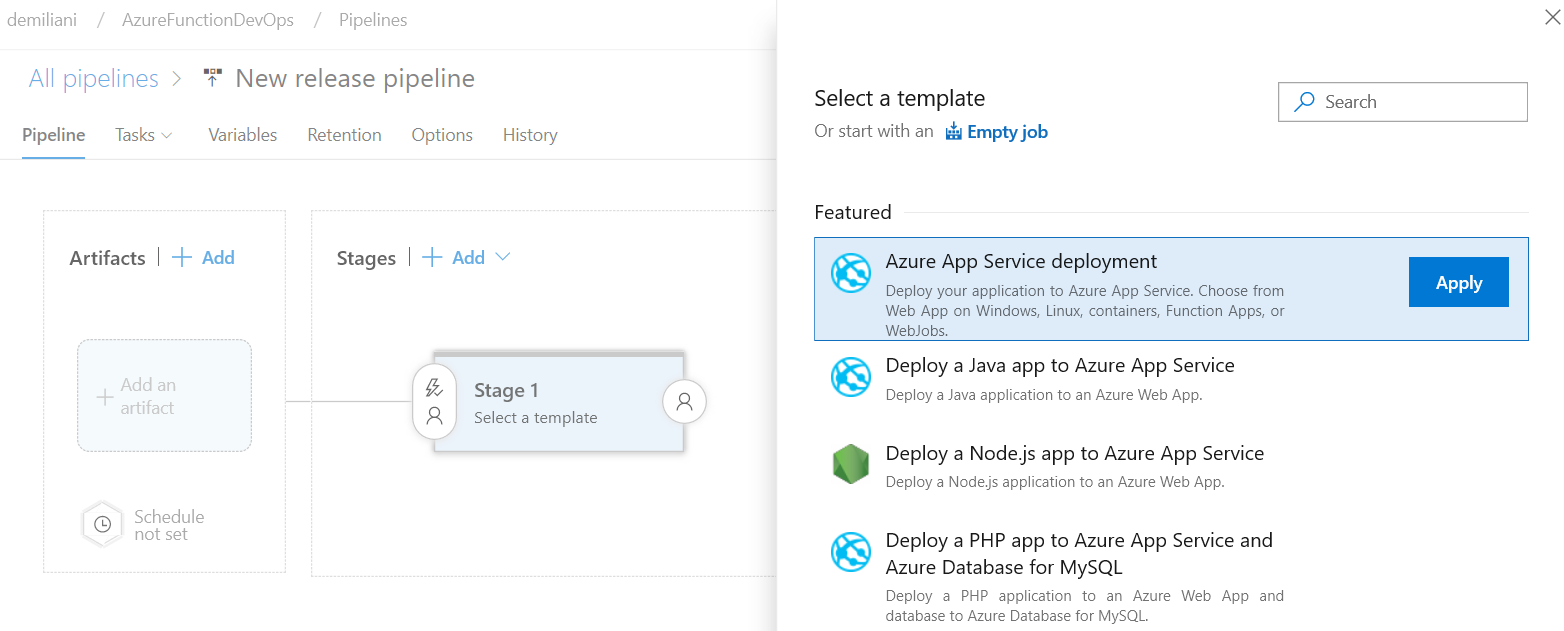 demiliani / AzureFunctionDevOps / Pipelines
All pipelines > New release pipeline
Pipeline Tasks Variables Retention Options History
Artifacts | + Add
Stages | + Add
+ Add an
artifact
Schedule
not set
Stage 1
Select a template
Select a template
Or start with an Empty job
Search
Featured
Azure App Service deployment
Deploy your application to Azure App Service. Choose from
Web App on Windows, Linux, containers, Function Apps, or
WebJobs.
Apply
Deploy a Java app to Azure App Service
Deploy a Java application to an Azure Web App.
Deploy a Node.js app to Azure App Service
Deploy a Node.js application to an Azure Web App.
Deploy a PHP app to Azure App Service and
Azure Database for MySQL
Deploy a PHP application to an Azure Web App and
database to Azure Database for MySQL.